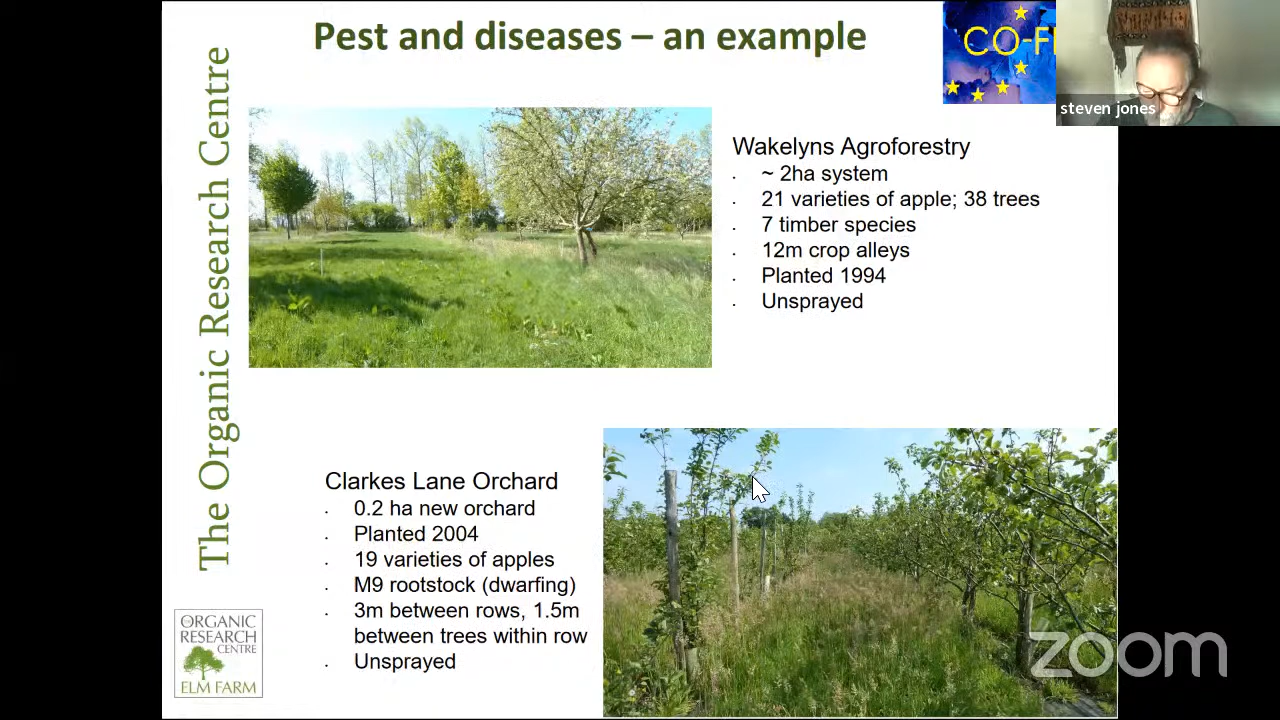 Pest and diseases – an example
CO-F
steven jones
The Organic Research Centre
Wakelyns Agroforestry
~ 2ha system
21 varieties of apple; 38 trees
7 timber species
12m crop alleys
Planted 1994
Unsprayed
Clarkes Lane Orchard
0.2 ha new orchard
Planted 2004
19 varieties of apples
M9 rootstock (dwarfing)
3m between rows, 1.5m
between trees within row
Unsprayed
THE ORGANIC
RESEARCH
CENTRE
ELM FARM
zoom